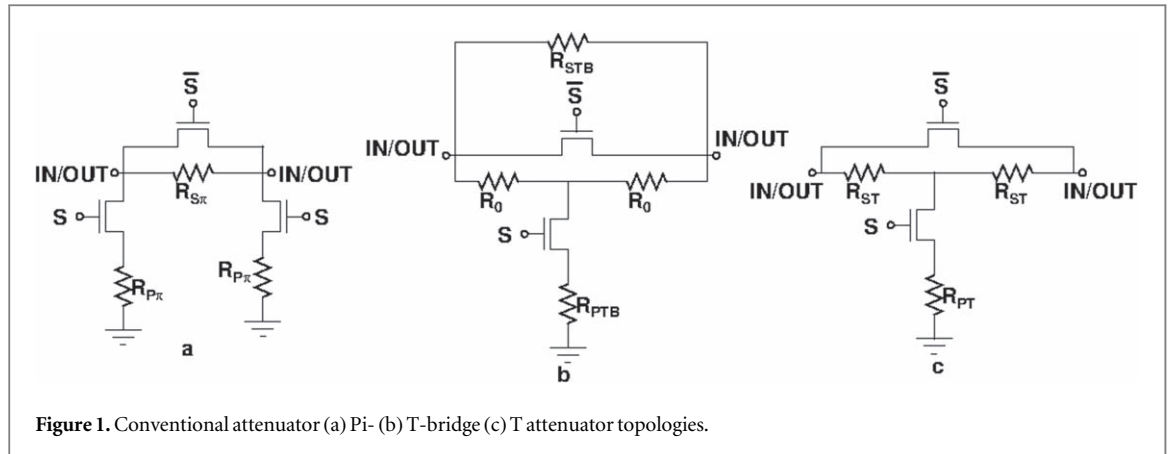 S̅
IN/OUT
IN/OUT
R_Sπ
S
S
R_Pπ
R_Pπ
a
R_STB
S̅
IN/OUT
IN/OUT
R_0
R_0
S
R_PTB
b
S̅
IN/OUT
IN/OUT
R_ST
R_ST
S
R_PT
c
Figure 1. Conventional attenuator (a) Pi- (b) T-bridge (c) T attenuator topologies.